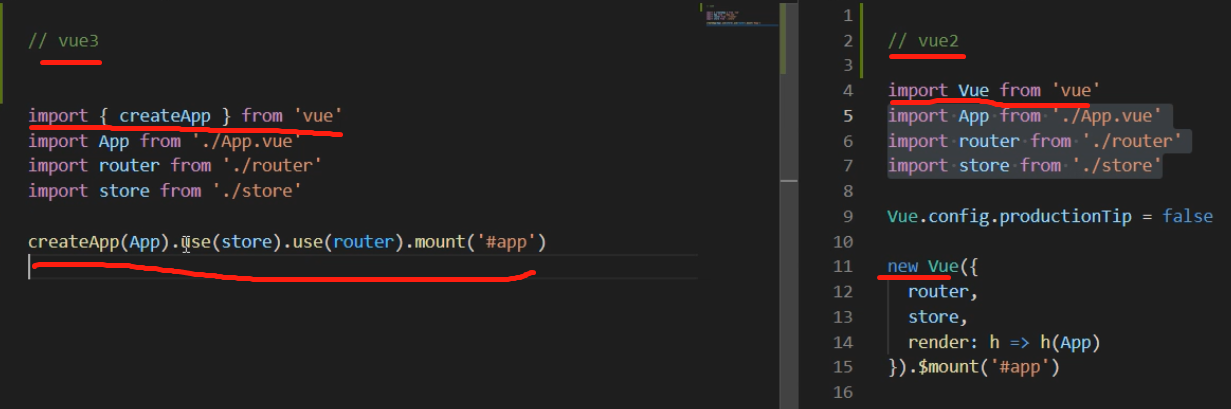 // vue3
import { createApp } from 'vue'
import App from './App.vue'
import router from './router'
import store from './store'
createApp(App).use(store).use(router).mount('#app')
1
2 // vue2
3
4 import Vue from 'vue'
5 import App from './App.vue'
6 import router from './router'
7 import store from './store'
8
9 Vue.config.productionTip = false
10
11 new Vue({
12 router,
13 store,
14 render: h => h(App)
15 }).$mount('#app')
16